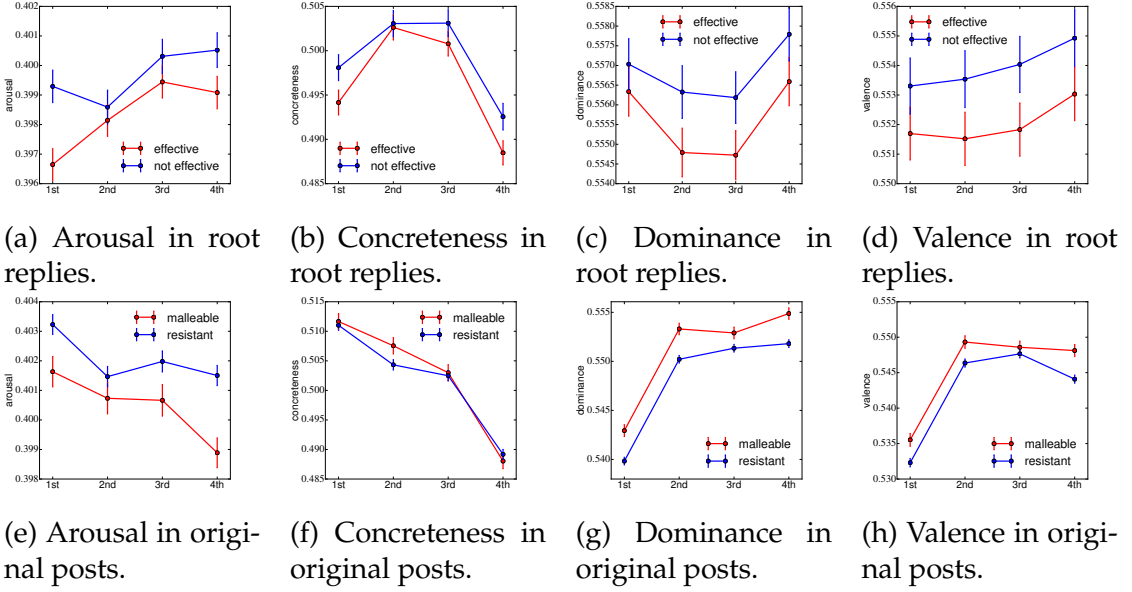 0.402
0.401
0.400
0.399
0.398
0.397
0.396
arousal
effective
not effective
1st 2nd 3rd 4th
0.505
0.500
0.495
0.490
0.485
concreteness
effective
not effective
1st 2nd 3rd 4th
0.5585
0.5580
0.5575
0.5570
0.5565
0.5560
0.5555
0.5550
0.5545
0.5540
dominance
effective
not effective
1st 2nd 3rd 4th
0.556
0.555
0.554
0.553
0.552
0.551
0.550
valence
effective
not effective
1st 2nd 3rd 4th
(a) Arousal in root
replies.
(b) Concreteness in
root replies.
(c) Dominance in
root replies.
(d) Valence in root
replies.
0.404
0.403
0.402
0.401
0.400
0.399
0.398
arousal
malleable
resistant
1st 2nd 3rd 4th
0.515
0.510
0.505
0.500
0.495
0.490
0.485
concreteness
malleable
resistant
1st 2nd 3rd 4th
0.555
0.550
0.545
0.540
dominance
malleable
resistant
1st 2nd 3rd 4th
0.555
0.550
0.545
0.540
0.535
0.530
valence
malleable
resistant
1st 2nd 3rd 4th
(e) Arousal in origi-
nal posts.
(f) Concreteness in
original posts.
(g) Dominance in
original posts.
(h) Valence in origi-
nal posts.